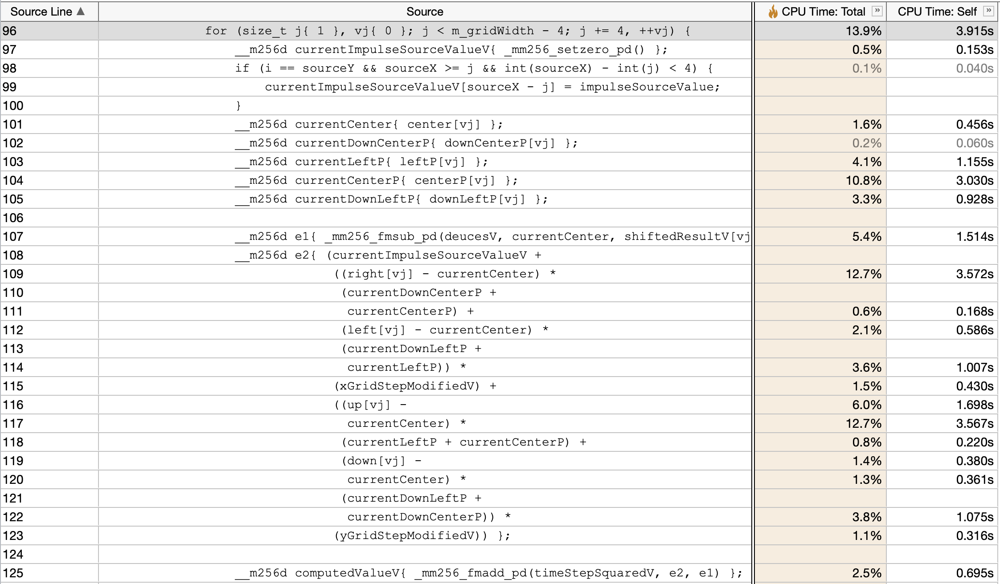 Source Line ▲ Source 🔥 CPU Time: Total » CPU Time: Self »
96 for (size_t j{ 1 }, vj{ 0 }; j < m_gridWidth - 4; j += 4, ++vj) { 13.9% 3.915s
97 __m256d currentImpulseSourceValueV{ _mm256_setzero_pd() }; 0.5% 0.153s
98 if (i == sourceY && sourceX >= j && int(sourceX) - int(j) < 4) { 0.1% 0.040s
99 currentImpulseSourceValueV[sourceX - j] = impulseSourceValue;
100 }
101 __m256d currentCenter{ center[vj] }; 1.6% 0.456s
102 __m256d currentDownCenterP{ downCenterP[vj] }; 0.2% 0.060s
103 __m256d currentLeftP{ leftP[vj] }; 4.1% 1.155s
104 __m256d currentCenterP{ centerP[vj] }; 10.8% 3.030s
105 __m256d currentDownLeftP{ downLeftP[vj] }; 3.3% 0.928s
106
107 __m256d e1{ _mm256_fmsub_pd(deucesV, currentCenter, shiftedResultV[vj 5.4% 1.514s
108 __m256d e2{ (currentImpulseSourceValueV +
109 ((right[vj] - currentCenter) * 12.7% 3.572s
110 (currentDownCenterP +
111 currentCenterP) + 0.6% 0.168s
112 (left[vj] - currentCenter) * 2.1% 0.586s
113 (currentDownLeftP +
114 currentLeftP)) * 3.6% 1.007s
115 (xGridStepModifiedV) + 1.5% 0.430s
116 ((up[vj] - 6.0% 1.698s
117 currentCenter) * 12.7% 3.567s
118 (currentLeftP + currentCenterP) + 0.8% 0.220s
119 (down[vj] - 1.4% 0.380s
120 currentCenter) * 1.3% 0.361s
121 (currentDownLeftP +
122 currentDownCenterP)) * 3.8% 1.075s
123 (yGridStepModifiedV)) }; 1.1% 0.316s
124
125 __m256d computedValueV{ _mm256_fmadd_pd(timeStepSquaredV, e2, e1) }; 2.5% 0.695s